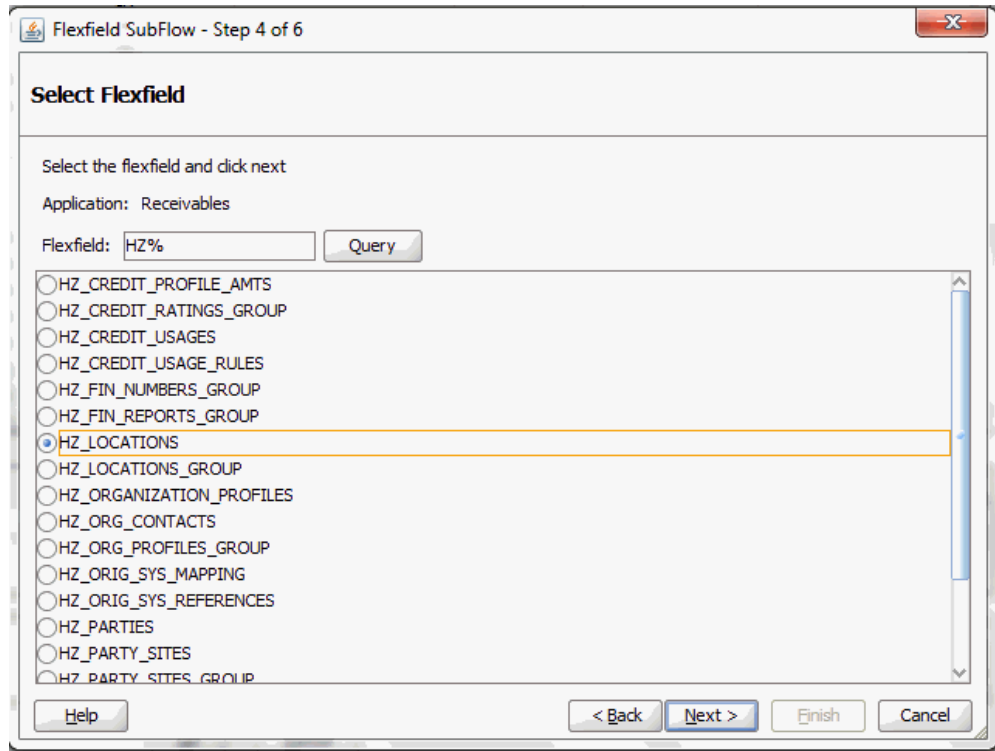 Flexfield SubFlow - Step 4 of 6
Select Flexfield
Select the flexfield and click next
Application: Receivables
Flexfield: HZ% Query
HZ_CREDIT_PROFILE_AMTS
HZ_CREDIT_RATINGS_GROUP
HZ_CREDIT_USAGES
HZ_CREDIT_USAGE_RULES
HZ_FIN_NUMBERS_GROUP
HZ_FIN_REPORTS_GROUP
HZ_LOCATIONS
HZ_LOCATIONS_GROUP
HZ_ORGANIZATION_PROFILES
HZ_ORG_CONTACTS
HZ_ORG_PROFILES_GROUP
HZ_ORIG_SYS_MAPPING
HZ_ORIG_SYS_REFERENCES
HZ_PARTIES
HZ_PARTY_SITES
HZ_PARTY_SITES_GROUP
Help < Back Next > Finish Cancel